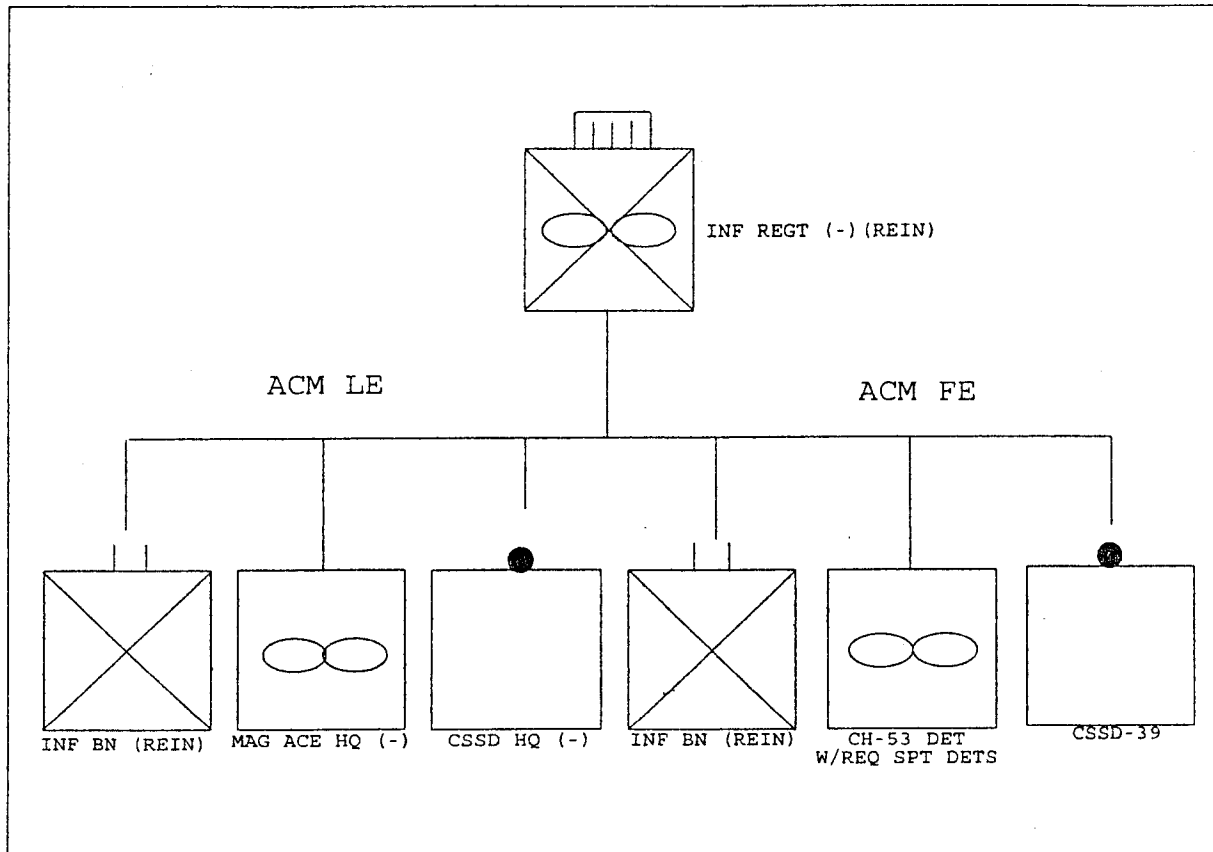 INF REGT (-)(REIN)
ACM LE
ACM FE
INF BN (REIN)
MAG ACE HQ (-)
CSSD HQ (-)
INF BN (REIN)
CH-53 DET
W/REQ SPT DETS
CSSD-39